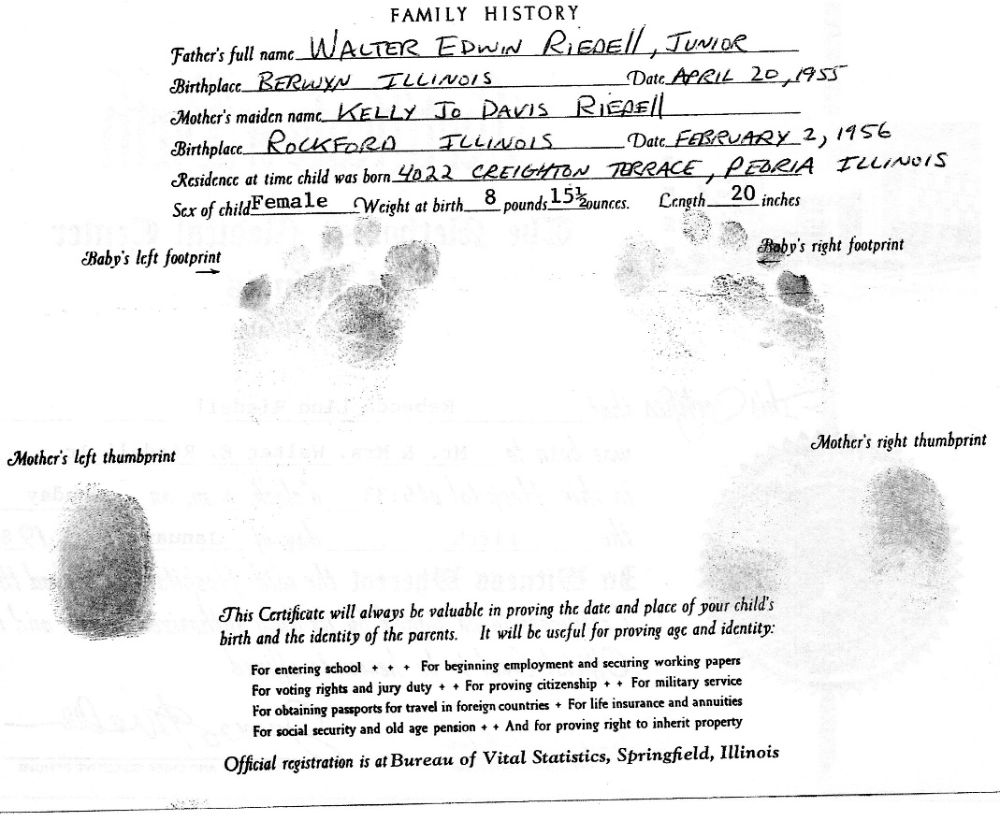 FAMILY HISTORY
Father's full name WALTER EDWIN RIEDELL, JUNIOR
Birthplace BERWYN ILLINOIS Date APRIL 20, 1955
Mother's maiden name KELLY JO DAVIS RIEDELL
Birthplace ROCKFORD ILLINOIS Date FEBRUARY 2, 1956
Residence at time child was born 4022 CREIGHTON TERRACE, PEORIA ILLINOIS
Sex of child Female Weight at birth 8 pounds 15½ ounces. Length 20 inches
Baby's left footprint
Baby's right footprint
Mother's left thumbprint
Mother's right thumbprint
This Certificate will always be valuable in proving the date and place of your child's
birth and the identity of the parents. It will be useful for proving age and identity:
For entering school + + + For beginning employment and securing working papers
For voting rights and jury duty + + For proving citizenship + + For military service
For obtaining passports for travel in foreign countries + For life insurance and annuities
For social security and old age pension + + And for proving right to inherit property
Official registration is at Bureau of Vital Statistics, Springfield, Illinois